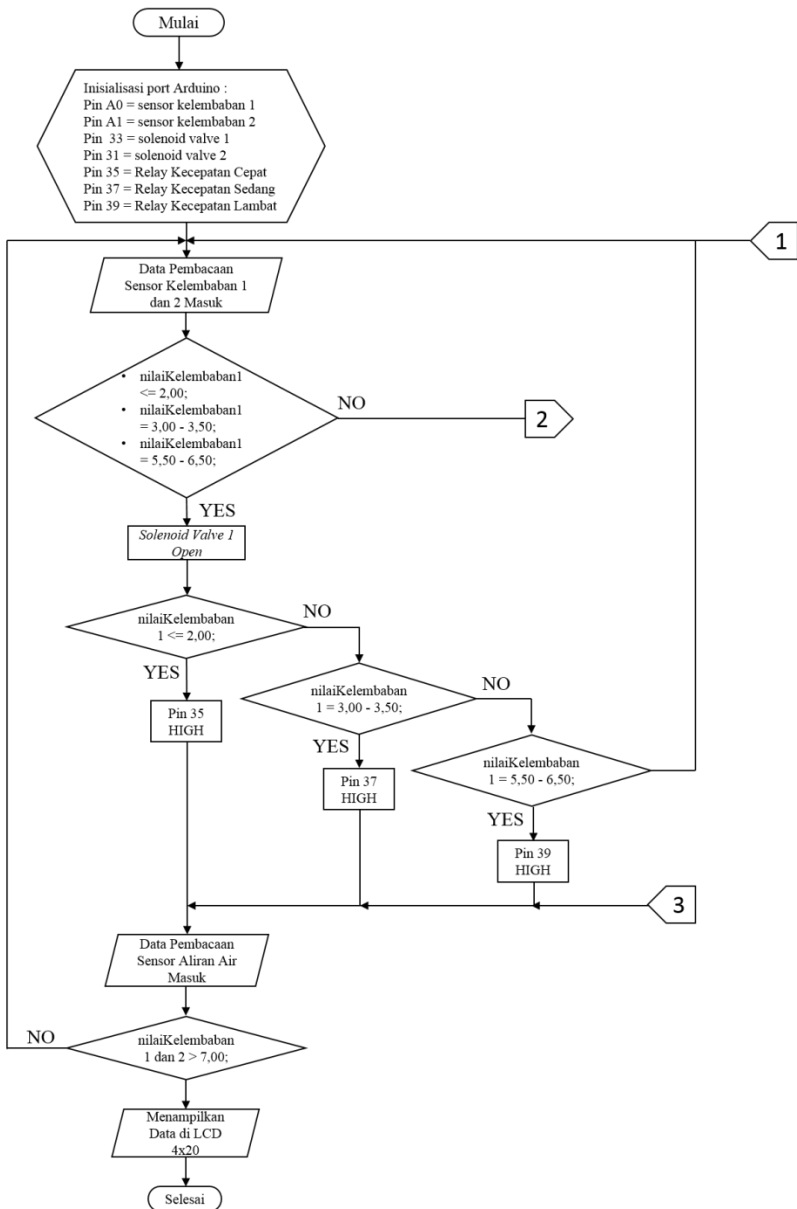 Mulai
Inisialisasi port Arduino :
Pin A0 = sensor kelembaban 1
Pin A1 = sensor kelembaban 2
Pin 33 = solenoid valve 1
Pin 31 = solenoid valve 2
Pin 35 = Relay Kecepatan Cepat
Pin 37 = Relay Kecepatan Sedang
Pin 39 = Relay Kecepatan Lambat
1
Data Pembacaan
Sensor Kelembaban 1
dan 2 Masuk
• nilaiKelembaban1
<= 2,00;
• nilaiKelembaban1
= 3,00 - 3,50;
• nilaiKelembaban1
= 5,50 - 6,50;
NO
2
YES
Solenoid Valve 1
Open
nilaiKelembaban
1 <= 2,00;
NO
YES
Pin 35
HIGH
nilaiKelembaban
1 = 3,00 - 3,50;
NO
YES
Pin 37
HIGH
nilaiKelembaban
1 = 5,50 - 6,50;
YES
Pin 39
HIGH
3
Data Pembacaan
Sensor Aliran Air
Masuk
NO
nilaiKelembaban
1 dan 2 > 7,00;
Menampilkan
Data di LCD
4x20
Selesai